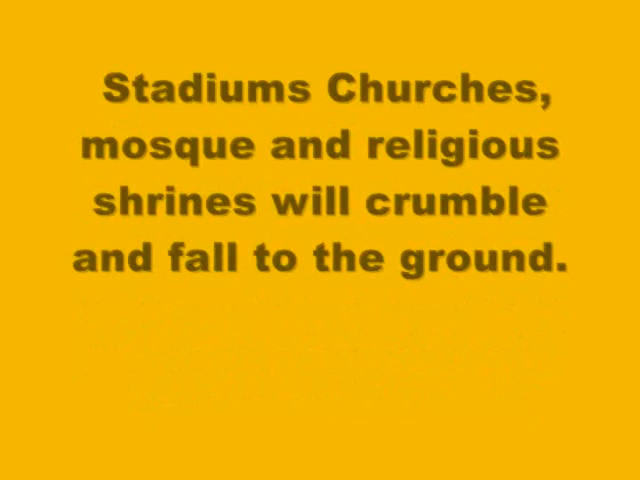 Stadiums Churches,
mosque and religious
shrines will crumble
and fall to the ground.